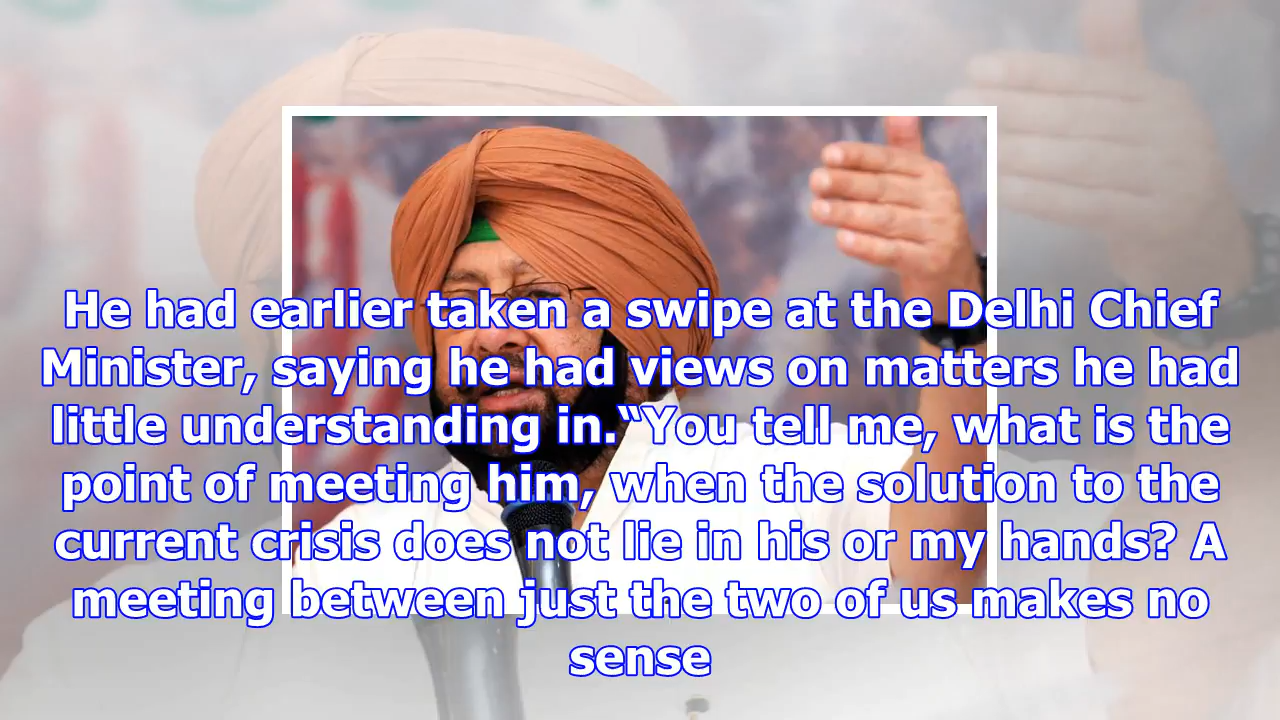 He had earlier taken a swipe at the Delhi Chief
Minister, saying he had views on matters he had
little understanding in.“You tell me, what is the
point of meeting him, when the solution to the
current crisis does not lie in his or my hands? A
meeting between just the two of us makes no
sense